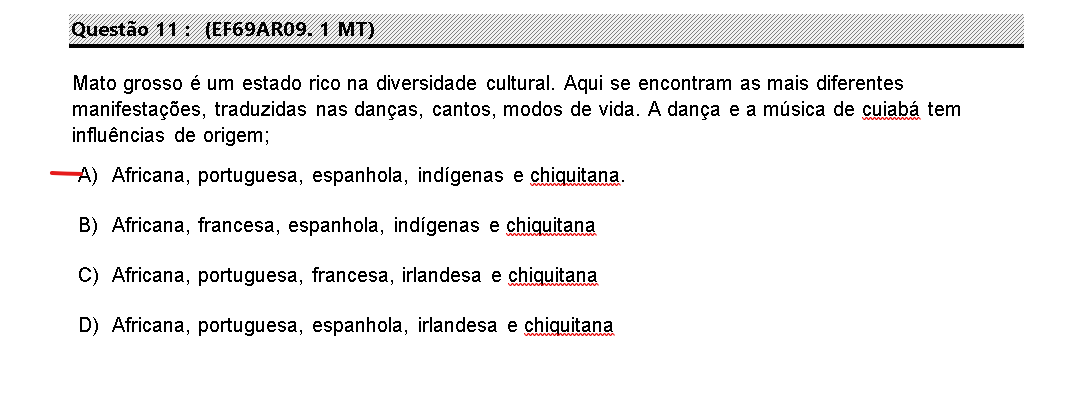 Questão 11 :  (EF69AR09. 1 MT)
Mato grosso é um estado rico na diversidade cultural. Aqui se encontram as mais diferentes
manifestações, traduzidas nas danças, cantos, modos de vida. A dança e a música de cuiabá tem
influências de origem;
A) Africana, portuguesa, espanhola, indígenas e chiquitana.
B) Africana, francesa, espanhola, indígenas e chiquitana
C) Africana, portuguesa, francesa, irlandesa e chiquitana
D) Africana, portuguesa, espanhola, irlandesa e chiquitana